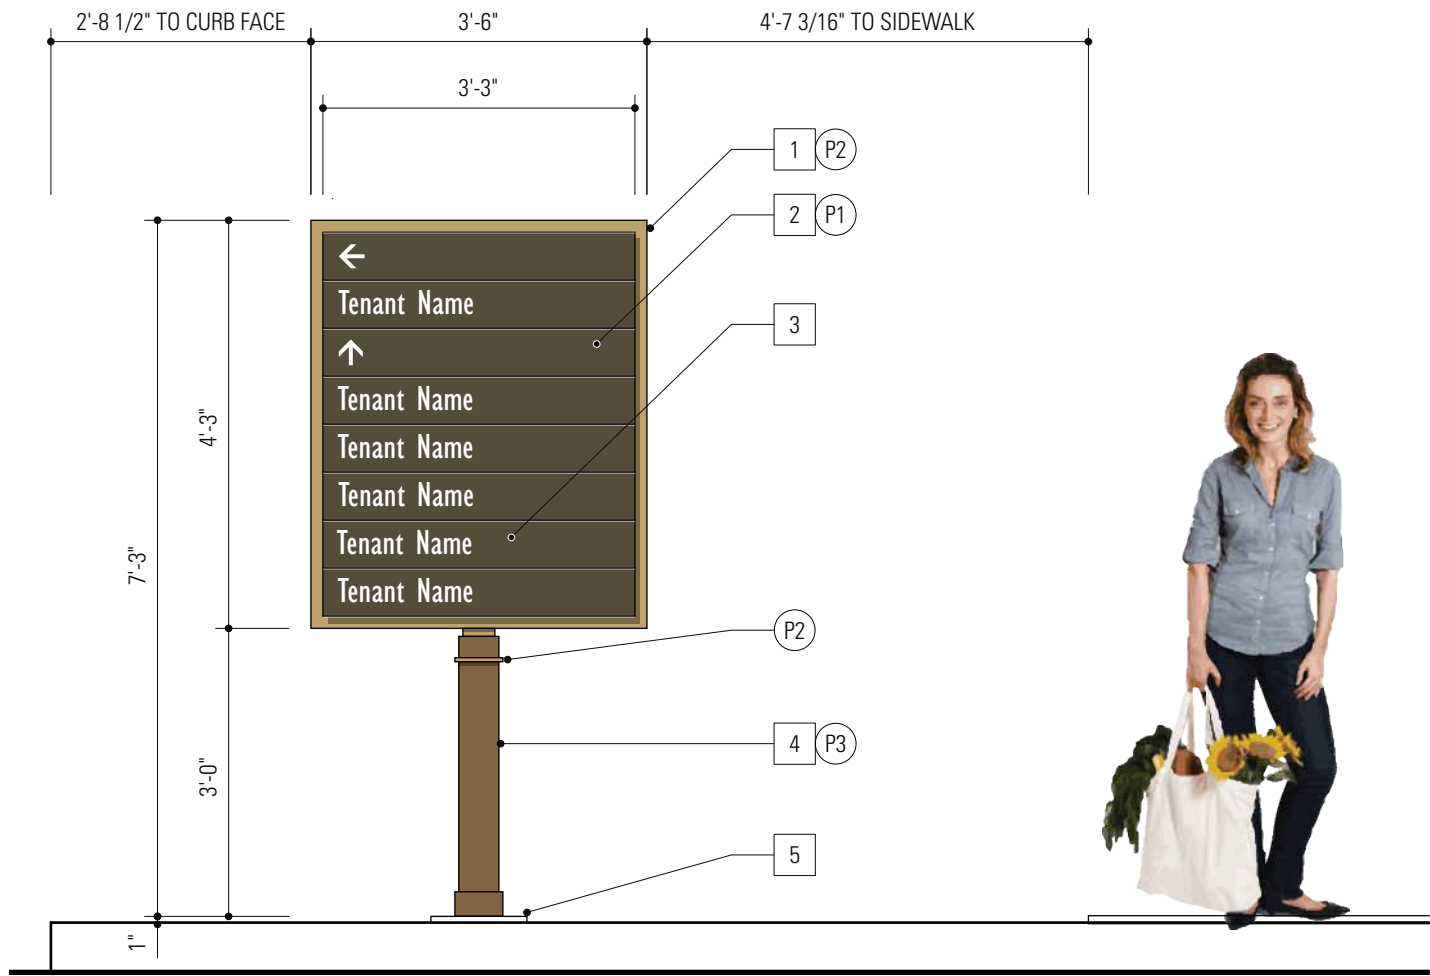 2'-8 1/2" TO CURB FACE
3'-6"
4'-7 3/16" TO SIDEWALK
3'-3"
1 P2
2 P1
←
Tenant Name
3
↑
Tenant Name
4'-3"
Tenant Name
Tenant Name
Tenant Name
7'-3"
Tenant Name
P2
4 P3
3'-0"
5
1"